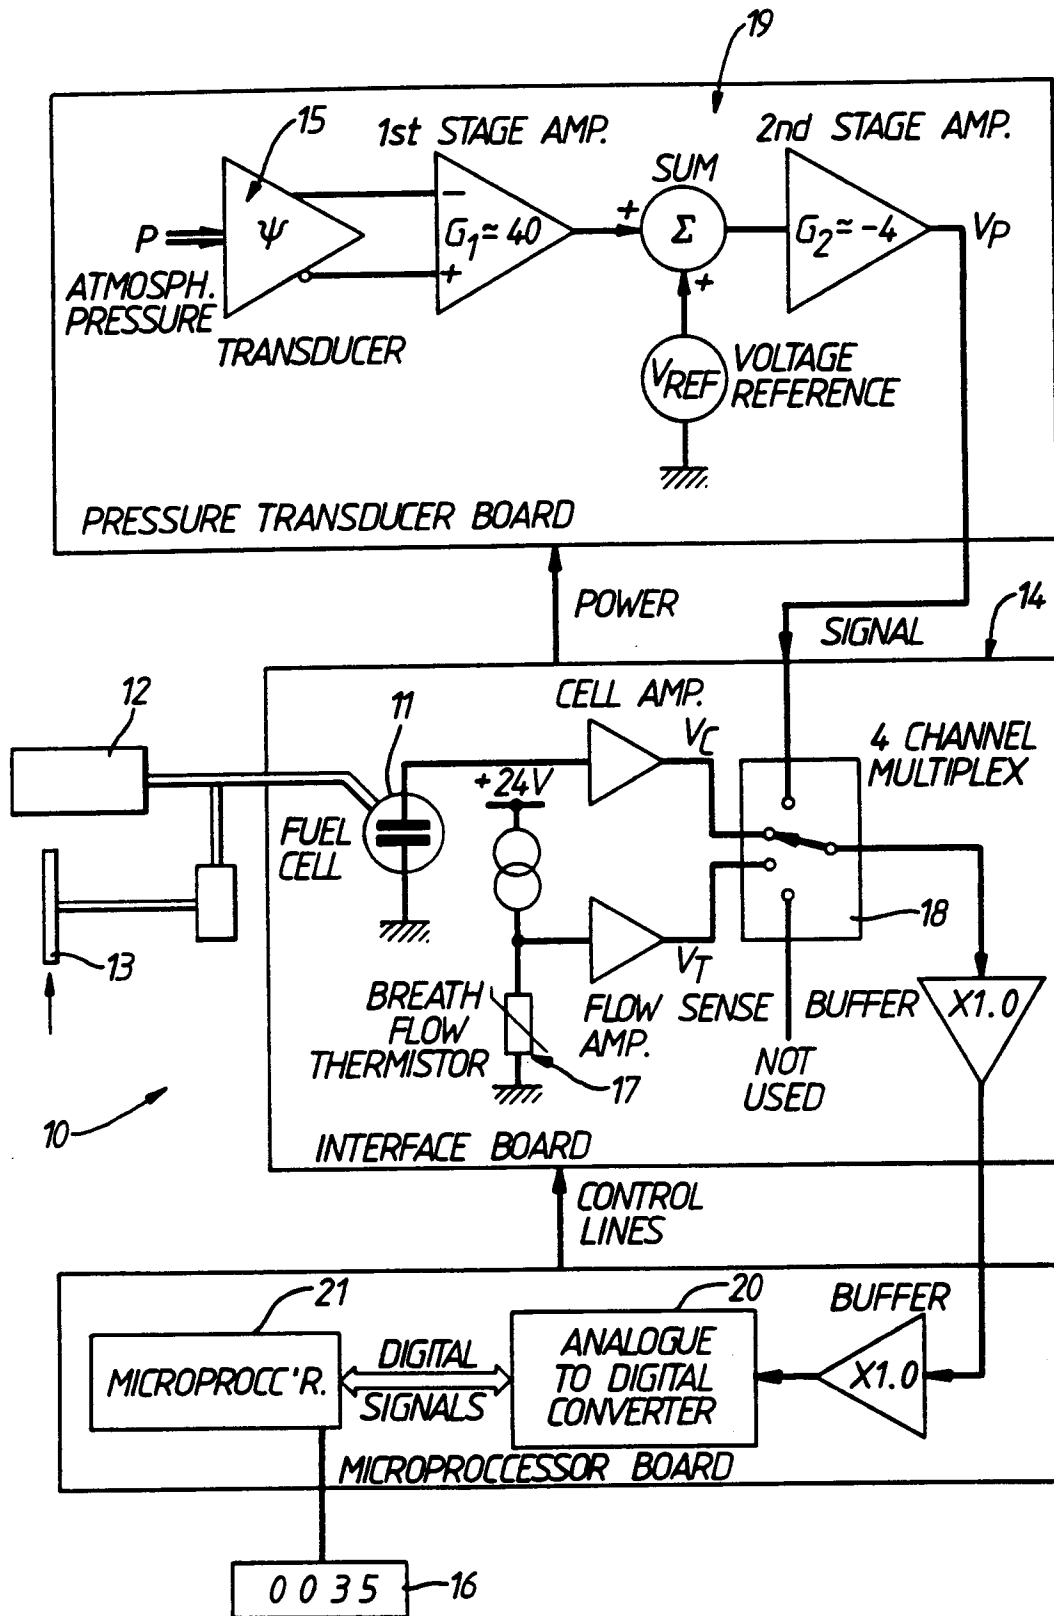 19
15
1st STAGE AMP.
2nd STAGE AMP.
SUM
P
ψ
−
+
G₁ ≃ 40
+
Σ
G₂ ≃ -4
VP
ATMOSPH.
PRESSURE
TRANSDUCER
+
VREF
VOLTAGE
REFERENCE
PRESSURE TRANSDUCER BOARD
POWER
SIGNAL
14
12
11
CELL AMP.
VC
4 CHANNEL
MULTIPLEX
+24V
FUEL
CELL
13
18
VT
BREATH
FLOW
THERMISTOR
FLOW SENSE
AMP.
BUFFER
X1.0
17
NOT
USED
10
INTERFACE BOARD
CONTROL
LINES
21
20
BUFFER
MICROPROCC'R.
DIGITAL
SIGNALS
ANALOGUE
TO DIGITAL
CONVERTER
X1.0
MICROPROCCESSOR BOARD
0 0 3 5
16